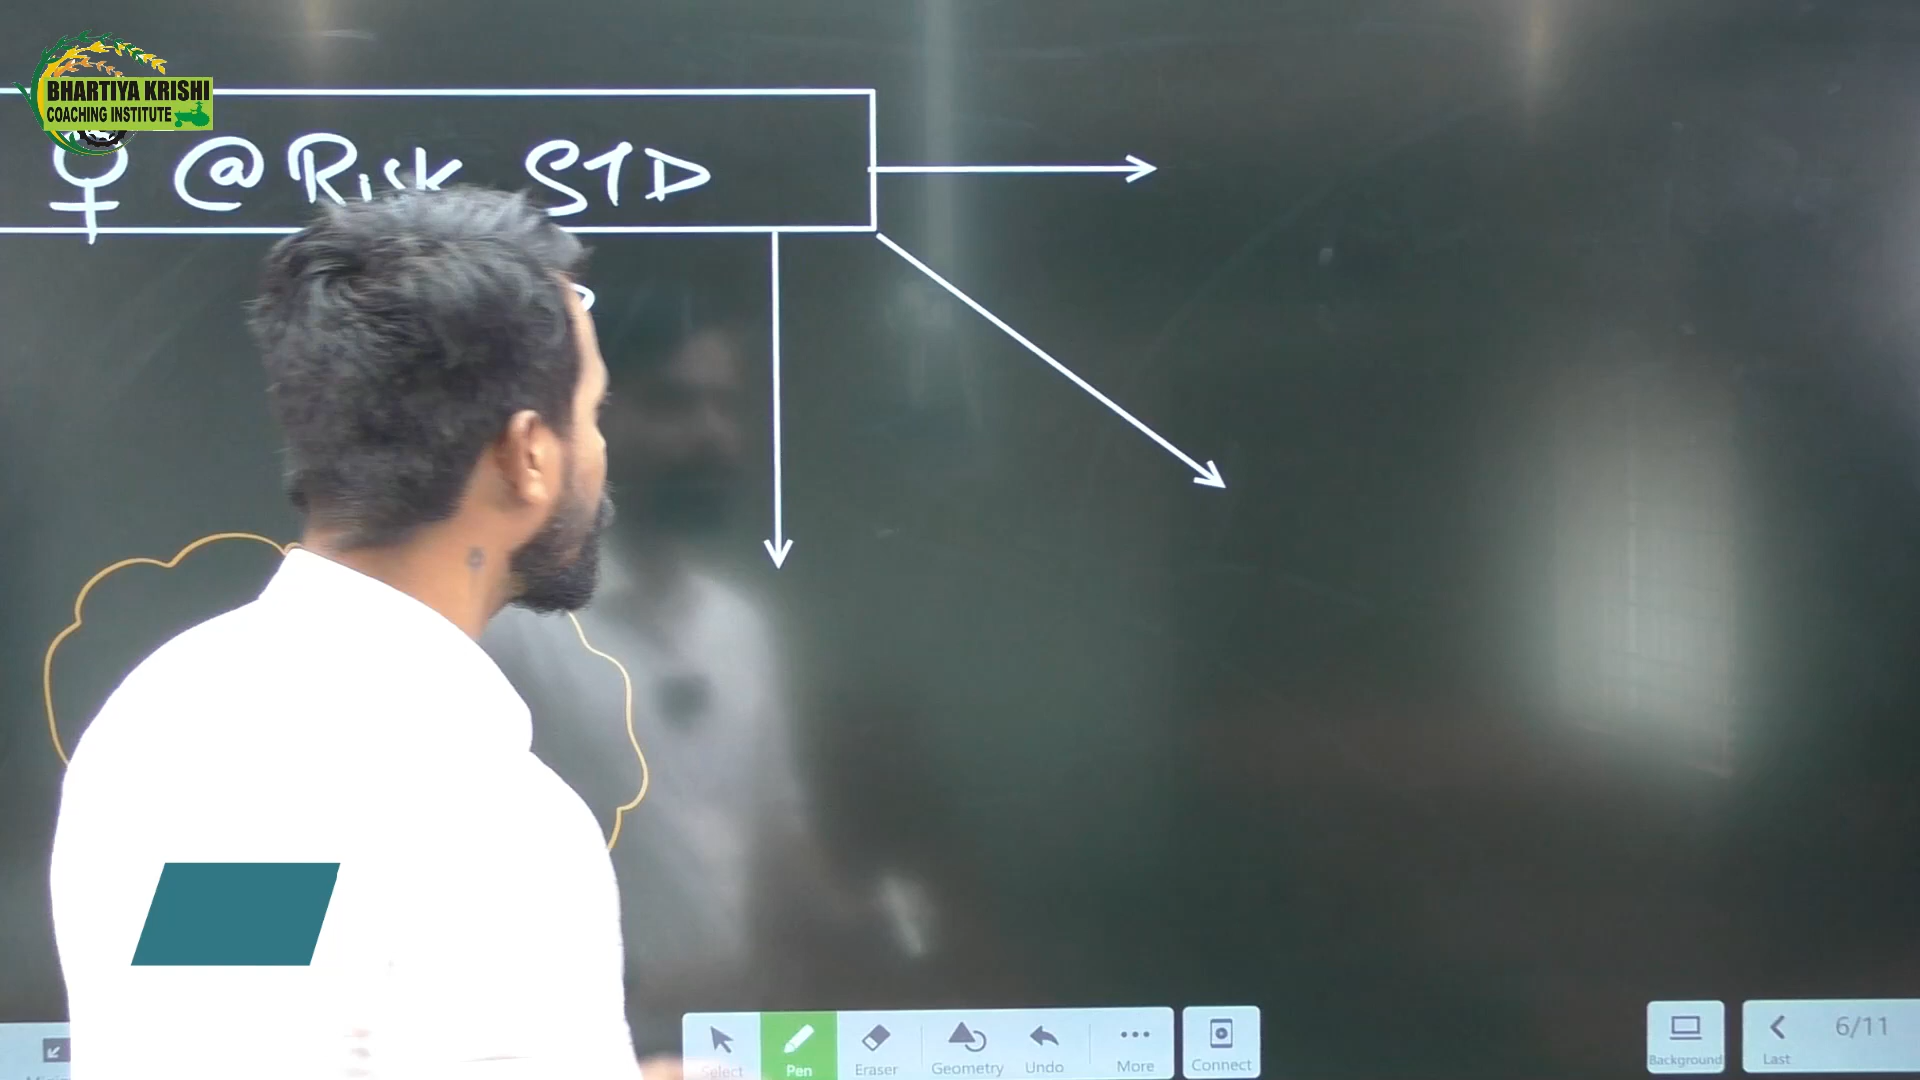 BHARTIYA KRISHI
COACHING INSTITUTE
♀ @ Risk STD
Select
Pen
Eraser
Geometry
Undo
More
Connect
Background
Last
6/11